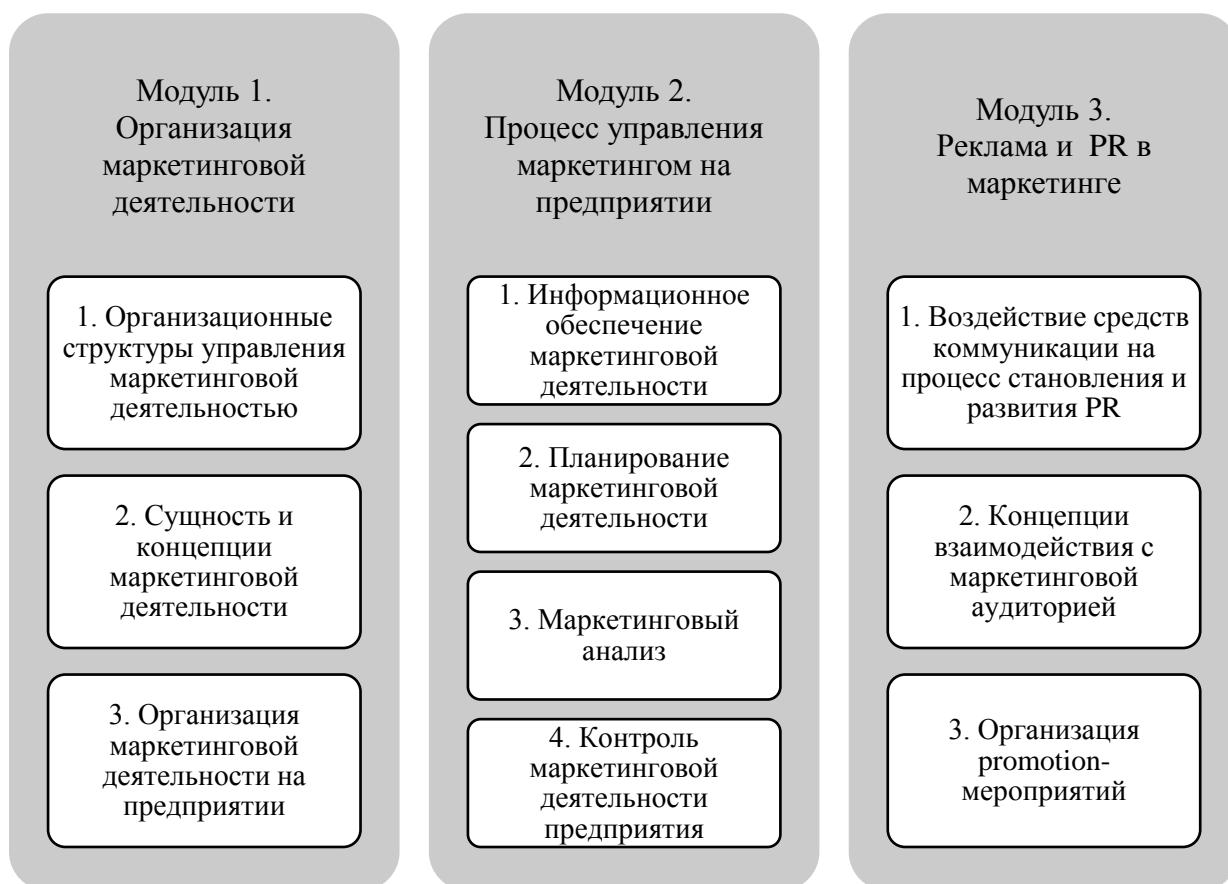 Модуль 1.
Организация
маркетинговой
деятельности
1. Организационные
структуры управления
маркетинговой
деятельностью
2. Сущность и
концепции
маркетинговой
деятельности
3. Организация
маркетинговой
деятельности на
предприятии
Модуль 2.
Процесс управления
маркетингом на
предприятии
1. Информационное
обеспечение
маркетинговой
деятельности
2. Планирование
маркетинговой
деятельности
3. Маркетинговый
анализ
4. Контроль
маркетинговой
деятельности
предприятия
Модуль 3.
Реклама и PR в
маркетинге
1. Воздействие средств
коммуникации на
процесс становления и
развития PR
2. Концепции
взаимодействия с
маркетинговой
аудиторией
3. Организация
promotion-
мероприятий